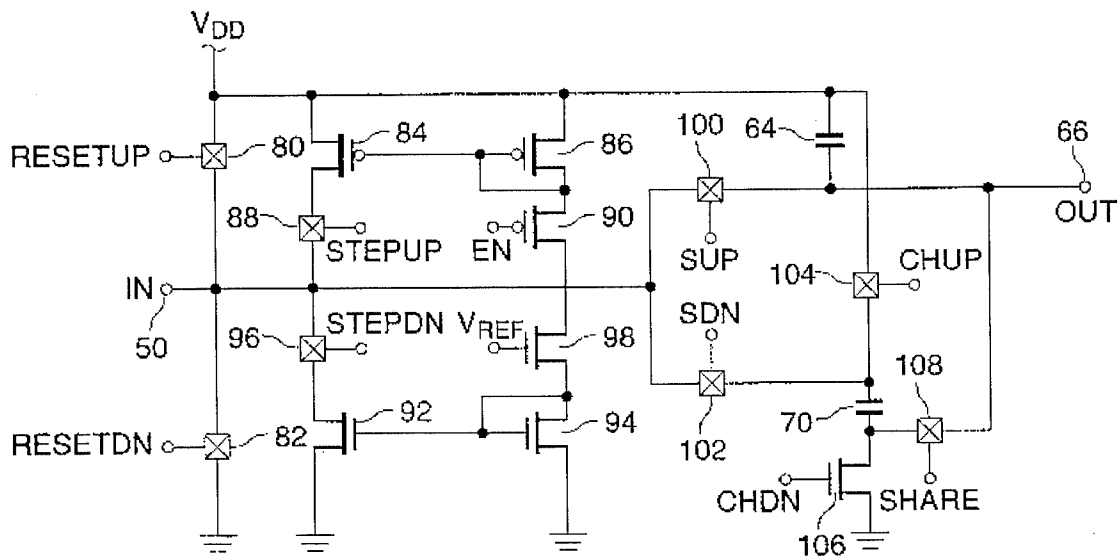 VDD
RESETUP
80
84
86
100
64
66
OUT
88
STEPUP
EN
90
SUP
104
CHUP
IN
50
96
STEPDN
VREF
98
SDN
102
70
108
RESETDN
82
92
94
CHDN
106
SHARE